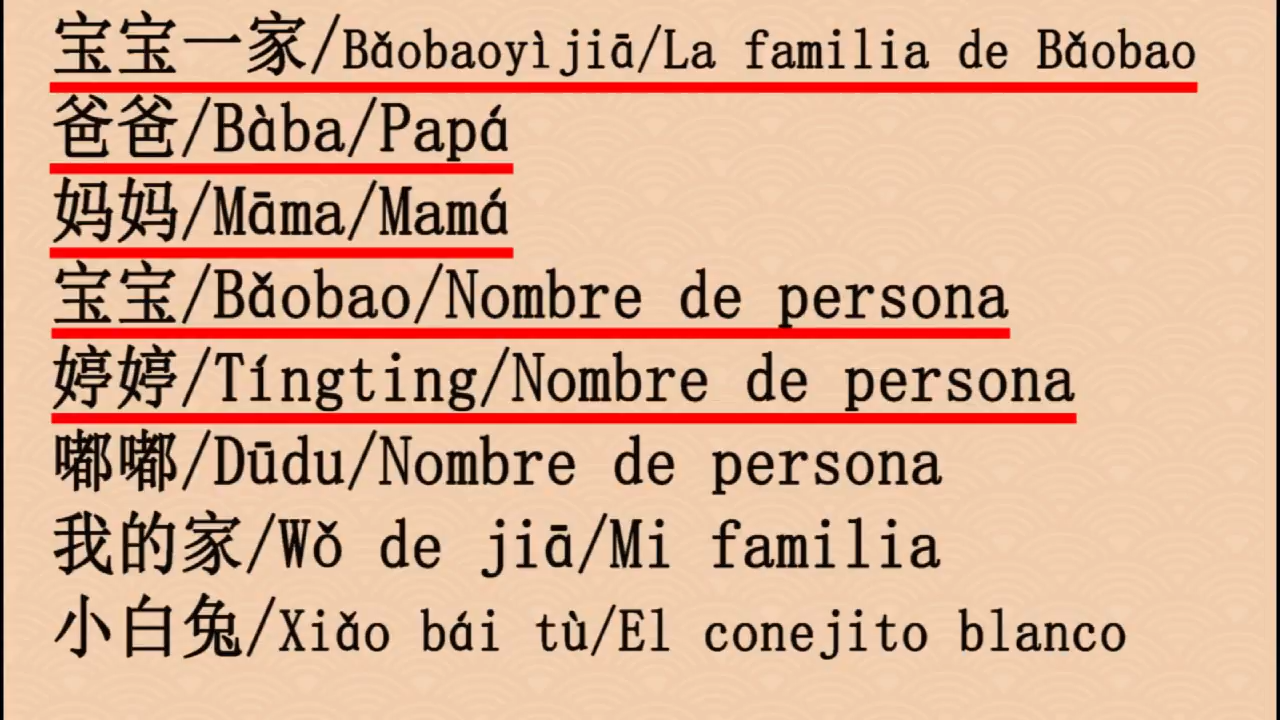 宝宝一家/Bǎobaoyìjiā/La familia de Bǎobao
爸爸/Bàba/Papá
妈妈/Māma/Mamá
宝宝/Bǎobao/Nombre de persona
婷婷/Tíngting/Nombre de persona
嘟嘟/Dūdu/Nombre de persona
我的家/Wǒ de jiā/Mi familia
小白兔/Xiǎo bái tù/El conejito blanco